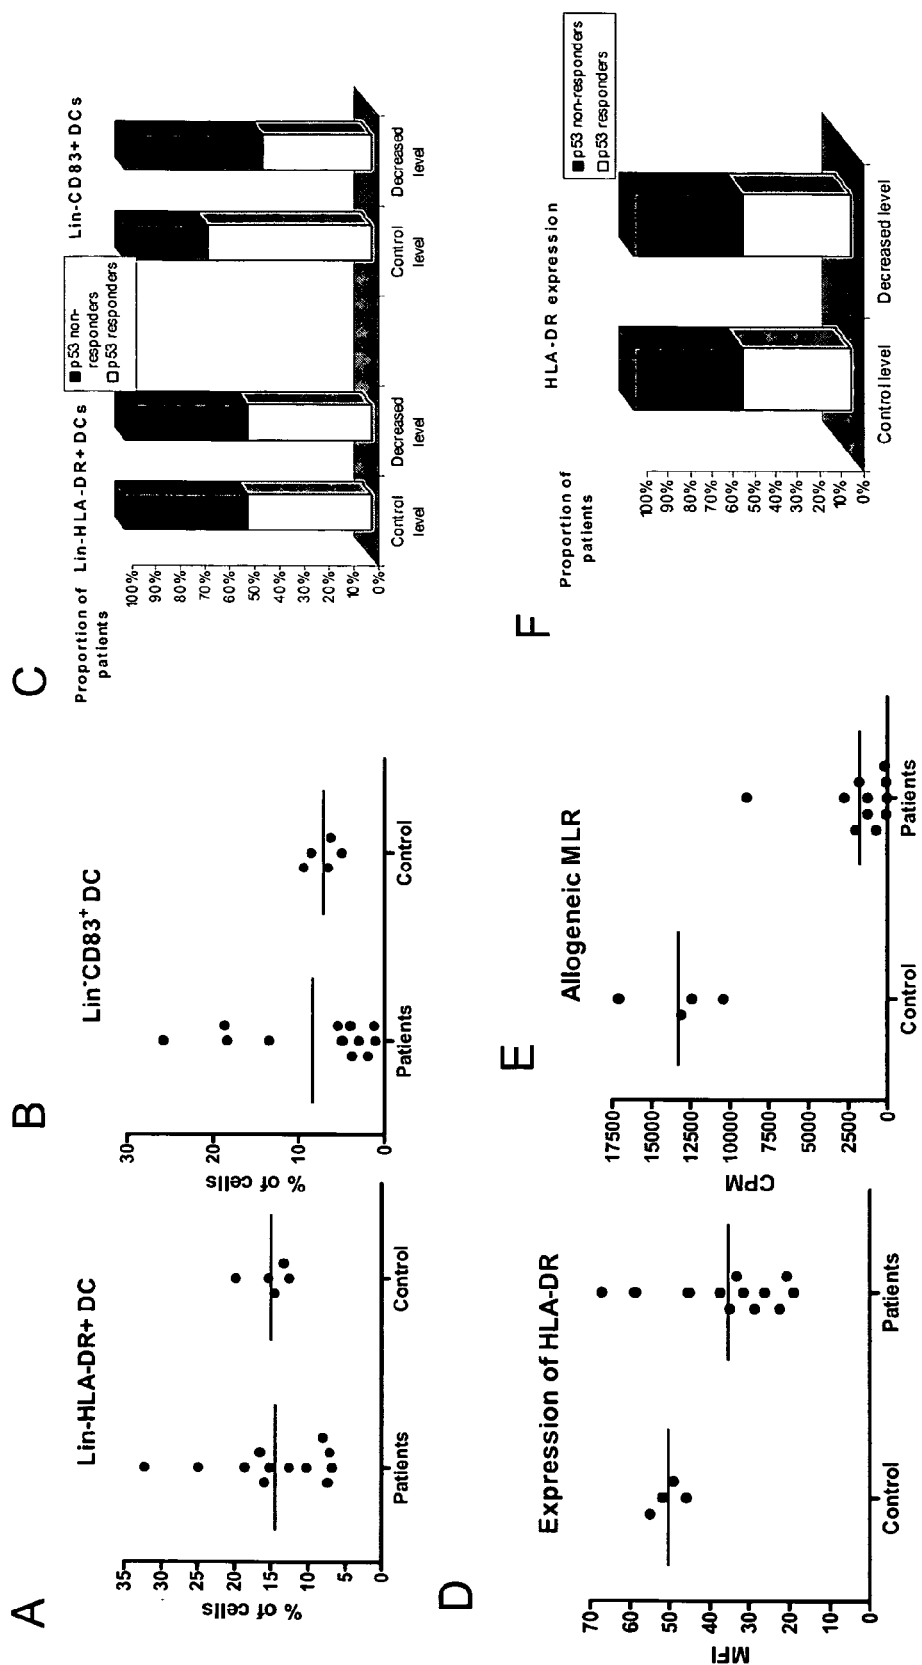 A
Lin-HLA-DR+ DC
% of cells
35
30
25
20
15
10
5
0
Patients
Control
B
Lin-CD83+ DC
% of cells
30
20
10
0
Patients
Control
C
Proportion of
patients
Lin-HLA-DR+ DCs
Lin-CD83+ DCs
p53 non-
responders
p53 responders
100%
90%
80%
70%
60%
50%
40%
30%
20%
10%
0%
Control
level
Decreased
level
Control
level
Decreased
level
D
Expression of HLA-DR
MFI
70
60
50
40
30
20
10
0
Control
Patients
E
Allogeneic MLR
CPM
17500
15000
12500
10000
7500
5000
2500
0
Control
Patients
F
Proportion of
patients
HLA-DR expression
p53 non-responders
p53 responders
100%
90%
80%
70%
60%
50%
40%
30%
20%
10%
0%
Control level
Decreased level